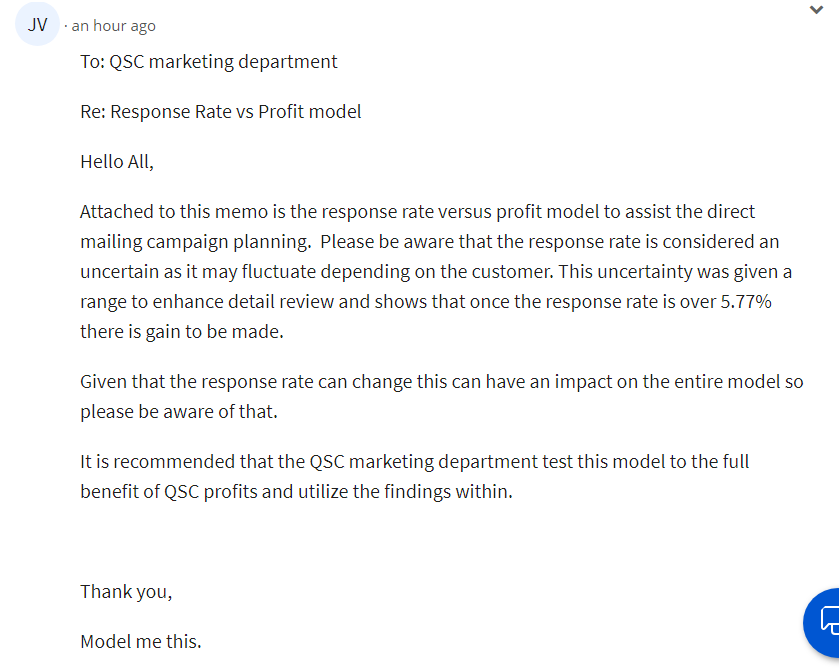 JV · an hour ago
To: QSC marketing department
Re: Response Rate vs Profit model
Hello All,
Attached to this memo is the response rate versus profit model to assist the direct
mailing campaign planning.  Please be aware that the response rate is considered an
uncertain as it may fluctuate depending on the customer. This uncertainty was given a
range to enhance detail review and shows that once the response rate is over 5.77%
there is gain to be made.
Given that the response rate can change this can have an impact on the entire model so
please be aware of that.
It is recommended that the QSC marketing department test this model to the full
benefit of QSC profits and utilize the findings within.
Thank you,
Model me this.